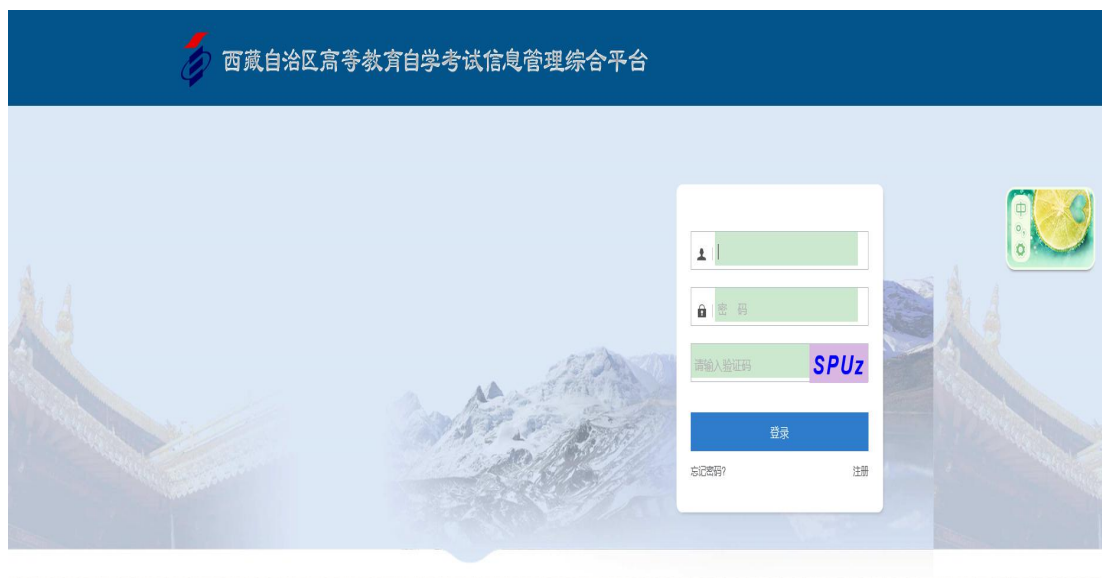 西藏自治区高等教育自学考试信息管理综合平台
中
密 码
请输入验证码 SPUz
登录
忘记密码? 注册